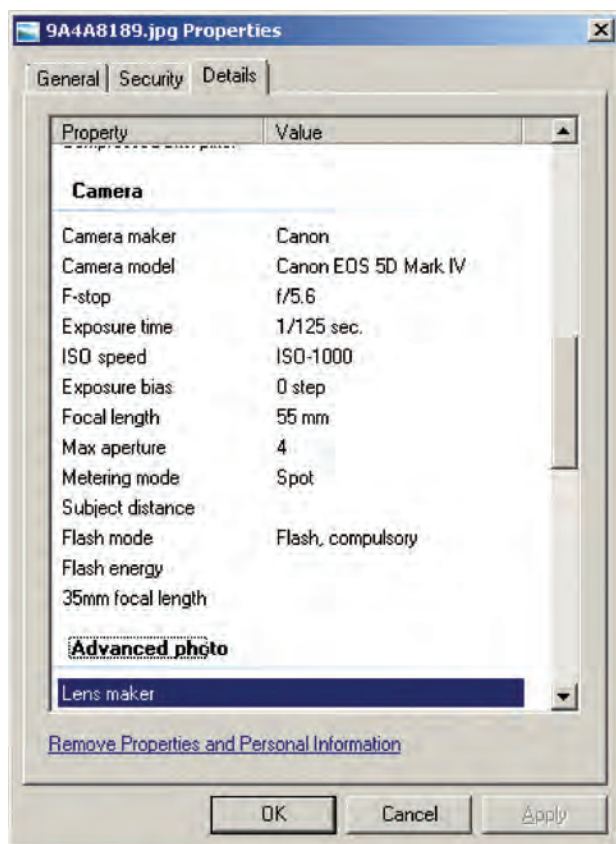 9A4A8189.jpg Properties
General Security Details
Property Value
Camera
Camera maker Canon
Camera model Canon EOS 5D Mark IV
F-stop f/5.6
Exposure time 1/125 sec.
ISO speed ISO-1000
Exposure bias 0 step
Focal length 55 mm
Max aperture 4
Metering mode Spot
Subject distance
Flash mode Flash, compulsory
Flash energy
35mm focal length
Advanced photo
Lens maker
Remove Properties and Personal Information
OK Cancel Apply